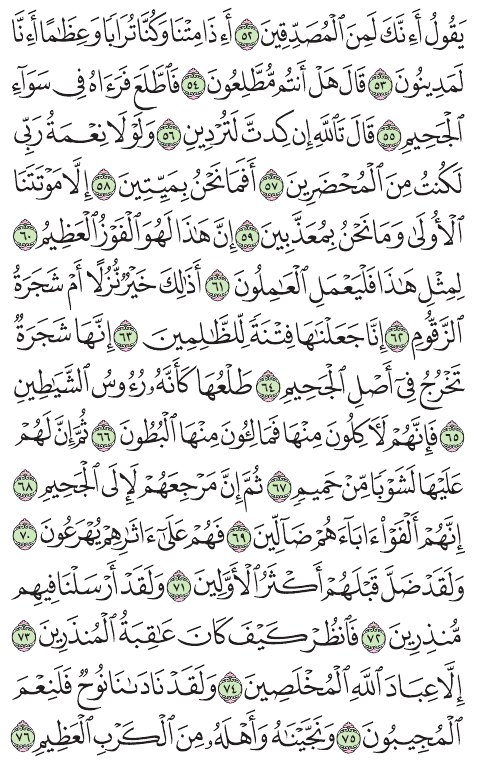 يَقُولُ أَءِنَّكَ لَمِنَ ٱلْمُصَدِّقِينَ ٥٢ أَءِذَا مِتْنَا وَكُنَّا تُرَابًا وَعِظَٰمًا أَءِنَّا
لَمَدِينُونَ ٥٣ قَالَ هَلْ أَنتُم مُّطَّلِعُونَ ٥٤ فَٱطَّلَعَ فَرَءَاهُ فِى سَوَآءِ
ٱلْجَحِيمِ ٥٥ قَالَ تَٱللَّهِ إِن كِدتَّ لَتُرْدِينِ ٥٦ وَلَوْلَا نِعْمَةُ رَبِّى
لَكُنتُ مِنَ ٱلْمُحْضَرِينَ ٥٧ أَفَمَا نَحْنُ بِمَيِّتِينَ ٥٨ إِلَّا مَوْتَتَنَا
ٱلْأُولَىٰ وَمَا نَحْنُ بِمُعَذَّبِينَ ٥٩ إِنَّ هَٰذَا لَهُوَ ٱلْفَوْزُ ٱلْعَظِيمُ ٦٠
لِمِثْلِ هَٰذَا فَلْيَعْمَلِ ٱلْعَٰمِلُونَ ٦١ أَذَٰلِكَ خَيْرٌ نُّزُلًا أَمْ شَجَرَةُ
ٱلزَّقُّومِ ٦٢ إِنَّا جَعَلْنَٰهَا فِتْنَةً لِّلظَّٰلِمِينَ ٦٣ إِنَّهَا شَجَرَةٌ
تَخْرُجُ فِىٓ أَصْلِ ٱلْجَحِيمِ ٦٤ طَلْعُهَا كَأَنَّهُۥ رُءُوسُ ٱلشَّيَٰطِينِ
٦٥ فَإِنَّهُمْ لَءَاكِلُونَ مِنْهَا فَمَالِـُٔونَ مِنْهَا ٱلْبُطُونَ ٦٦ ثُمَّ إِنَّ لَهُمْ
عَلَيْهَا لَشَوْبًا مِّنْ حَمِيمٍ ٦٧ ثُمَّ إِنَّ مَرْجِعَهُمْ لَإِلَى ٱلْجَحِيمِ ٦٨
إِنَّهُمْ أَلْفَوْا۟ ءَابَآءَهُمْ ضَآلِّينَ ٦٩ فَهُمْ عَلَىٰٓ ءَاثَٰرِهِمْ يُهْرَعُونَ ٧٠
وَلَقَدْ ضَلَّ قَبْلَهُمْ أَكْثَرُ ٱلْأَوَّلِينَ ٧١ وَلَقَدْ أَرْسَلْنَا فِيهِم
مُّنذِرِينَ ٧٢ فَٱنظُرْ كَيْفَ كَانَ عَٰقِبَةُ ٱلْمُنذَرِينَ ٧٣
إِلَّا عِبَادَ ٱللَّهِ ٱلْمُخْلَصِينَ ٧٤ وَلَقَدْ نَادَىٰنَا نُوحٌ فَلَنِعْمَ
ٱلْمُجِيبُونَ ٧٥ وَنَجَّيْنَٰهُ وَأَهْلَهُۥ مِنَ ٱلْكَرْبِ ٱلْعَظِيمِ ٧٦